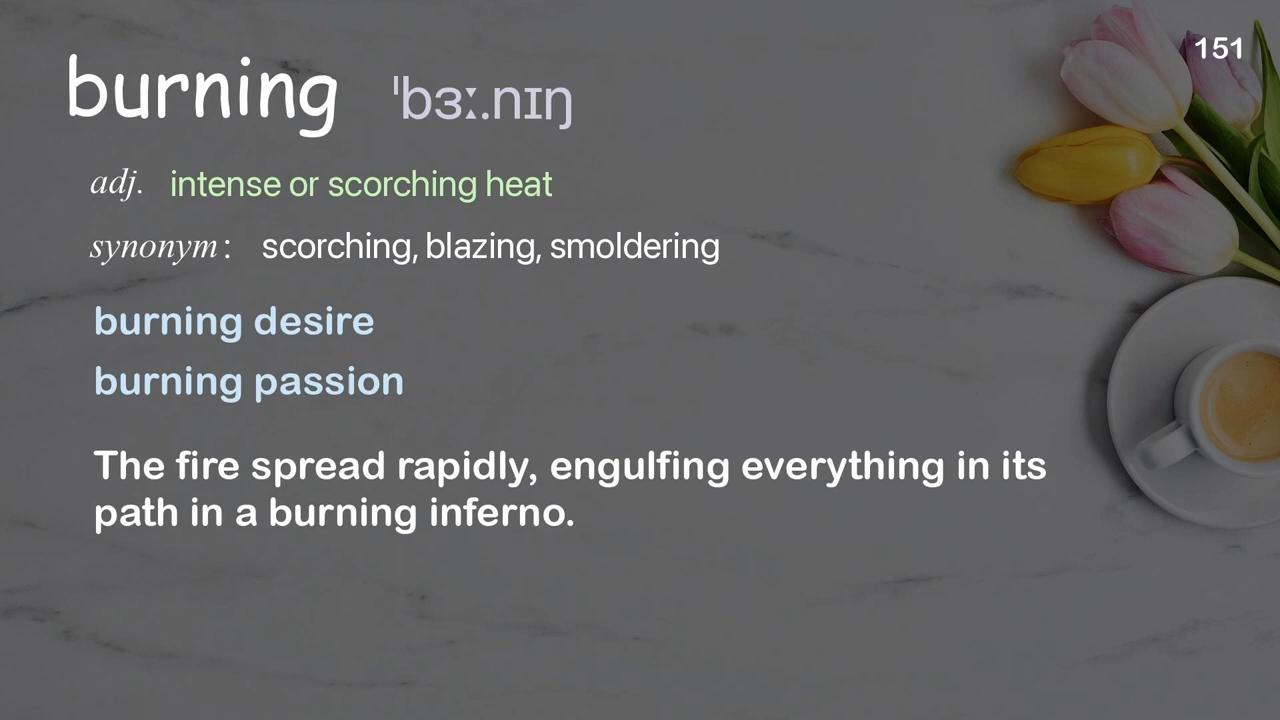 151
burning ˈbɜː.nɪŋ
adj. intense or scorching heat
synonym : scorching, blazing, smoldering
burning desire
burning passion
The fire spread rapidly, engulfing everything in its
path in a burning inferno.